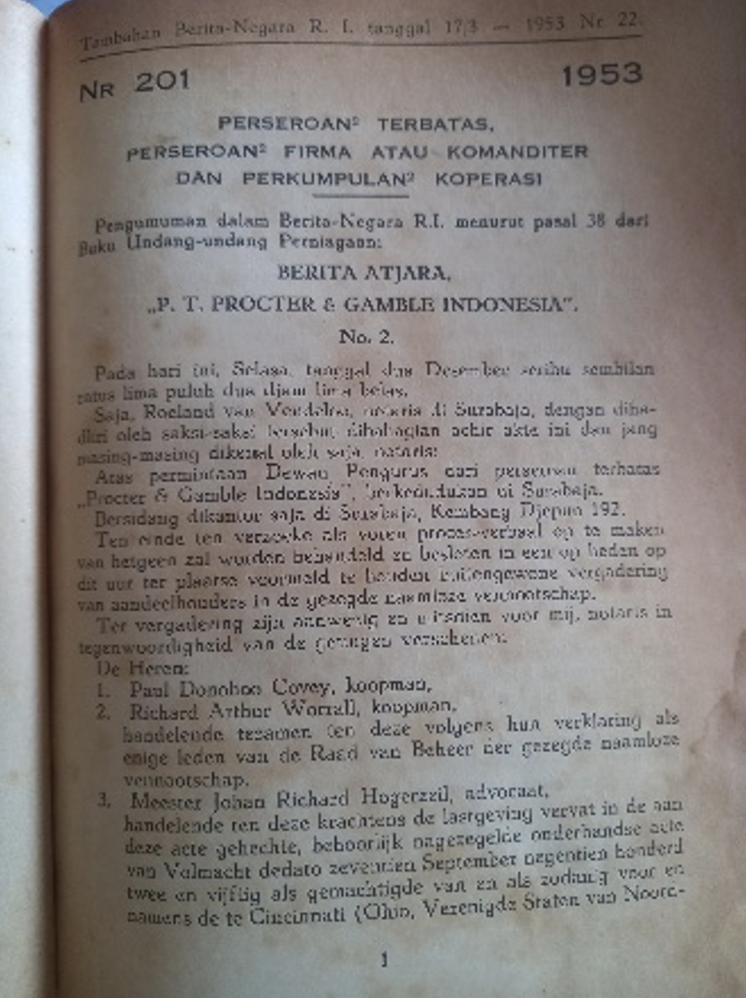 Tambahan Berita-Negara R. I. tanggal 17/3 — 1953 Nr 22.
NR 201 1953
PERSEROAN² TERBATAS,
PERSEROAN² FIRMA ATAU KOMANDITER
DAN PERKUMPULAN² KOPERASI
Pengumuman dalam Berita-Negara R.I. menurut pasal 38 dari
Buku Undang-undang Perniagaan:
BERITA ATJARA.
„P. T. PROCTER & GAMBLE INDONESIA".
No. 2.
Pada hari ini, Selasa, tanggal dua Desember seribu sembilan
ratus lima puluh dua djam lima belas.
Saja, Roeland van notaris di Surabaja, dengan diha-
diri oleh saksi-saksi tersebut dibahagian achir akte ini dan jang
masing-masing dikenal oleh saja, notaris:
Atas permintaan Dewan Pengurus dari perseroan terbatas
„Procter & Gamble Indonesia", berkedudukan di Surabaja.
Bersidang dikantor saja di Surabaja, Kembang Djepun 192.
Ten einde ten verzoeke als voren proces-verbaal op te maken
van hetgeen zal worden behandeld en besloten in een op heden op
dit uur ter plaatse voormeld te houden buitengewone vergadering
van aandeelhouders in de gezegde naamloze vennootschap.
Ter vergadering zijn aanwezig en mitsdien voor mij, notaris in
tegenwoordigheid van de getuigen verschenen:
De Heren:
1. Paul Donohoo Covey, koopman,
2. Richard Arthur Worrall, koopman,
handelende tezamen ten deze volgens hun verklaring als
enige leden van de Raad van Beheer der gezegde naamloze
vennootschap.
3. Meester Johan Richard Hogerzeil, advocaat,
handelende ten deze krachtens de lastgeving vervat in de aan
deze acte gehechte, behoorlijk nagezegelde onderhandse acte
van Volmacht dedato zeventien September negentien honderd
twee en vijftig als gemachtigde van en als zodanig voor en
namens de te Cincinnati (Ohio, Verenigde Staten van Noord-
1